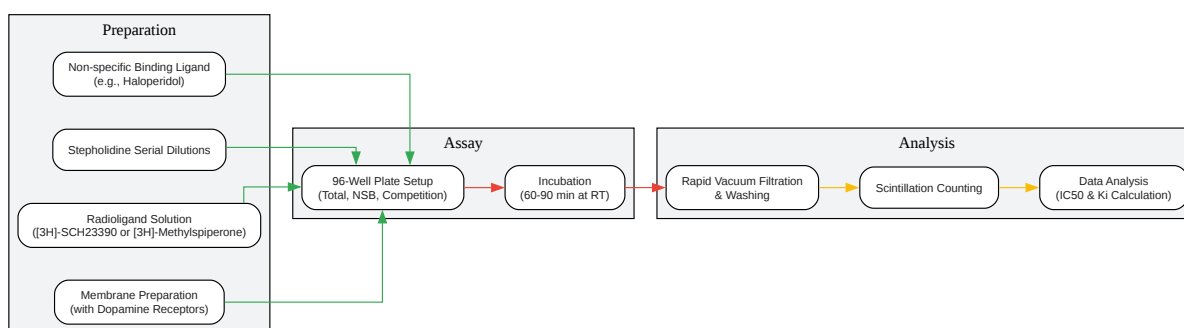 Preparation
Non-specific Binding Ligand
(e.g., Haloperidol)
Stepholidine Serial Dilutions
Radioligand Solution
([3H]-SCH23390 or [3H]-Methylspiperone)
Membrane Preparation
(with Dopamine Receptors)
Assay
96-Well Plate Setup
(Total, NSB, Competition)
Incubation
(60-90 min at RT)
Analysis
Rapid Vacuum Filtration
& Washing
Scintillation Counting
Data Analysis
(IC50 & Ki Calculation)